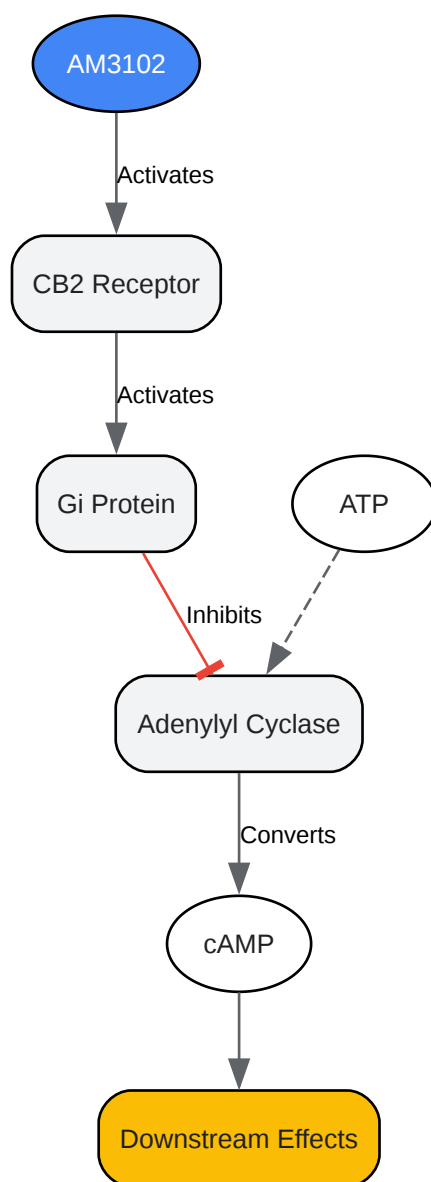 AM3102
Activates
CB2 Receptor
Activates
Gi Protein
ATP
Inhibits
Adenylyl Cyclase
Converts
cAMP
Downstream Effects